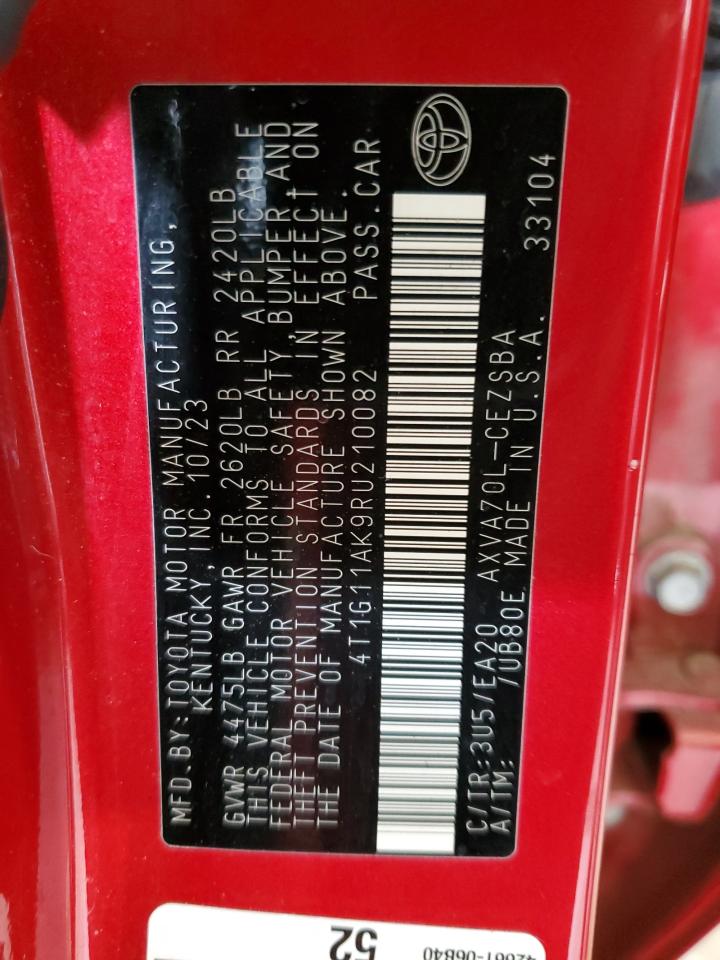 MFD.BY:TOYOTA MOTOR MANUFACTURING,
KENTUCKY, INC. 10/23
GVWR 4475LB GAWR FR 2620LB RR 2420LB
THIS VEHICLE CONFORMS TO ALL APPLICABLE
FEDERAL MOTOR VEHICLE SAFETY, BUMPER, AND
THEFT PREVENTION STANDARDS IN EFFECT ON
THE DATE OF MANUFACTURE SHOWN ABOVE.
4T1G11AK9RU210082 PASS.CAR
C/TR:3U5/EA20 AXVA70L-CEZSBA
A/TM: /UB80E MADE IN U.S.A. 33104
52
42661-06B40